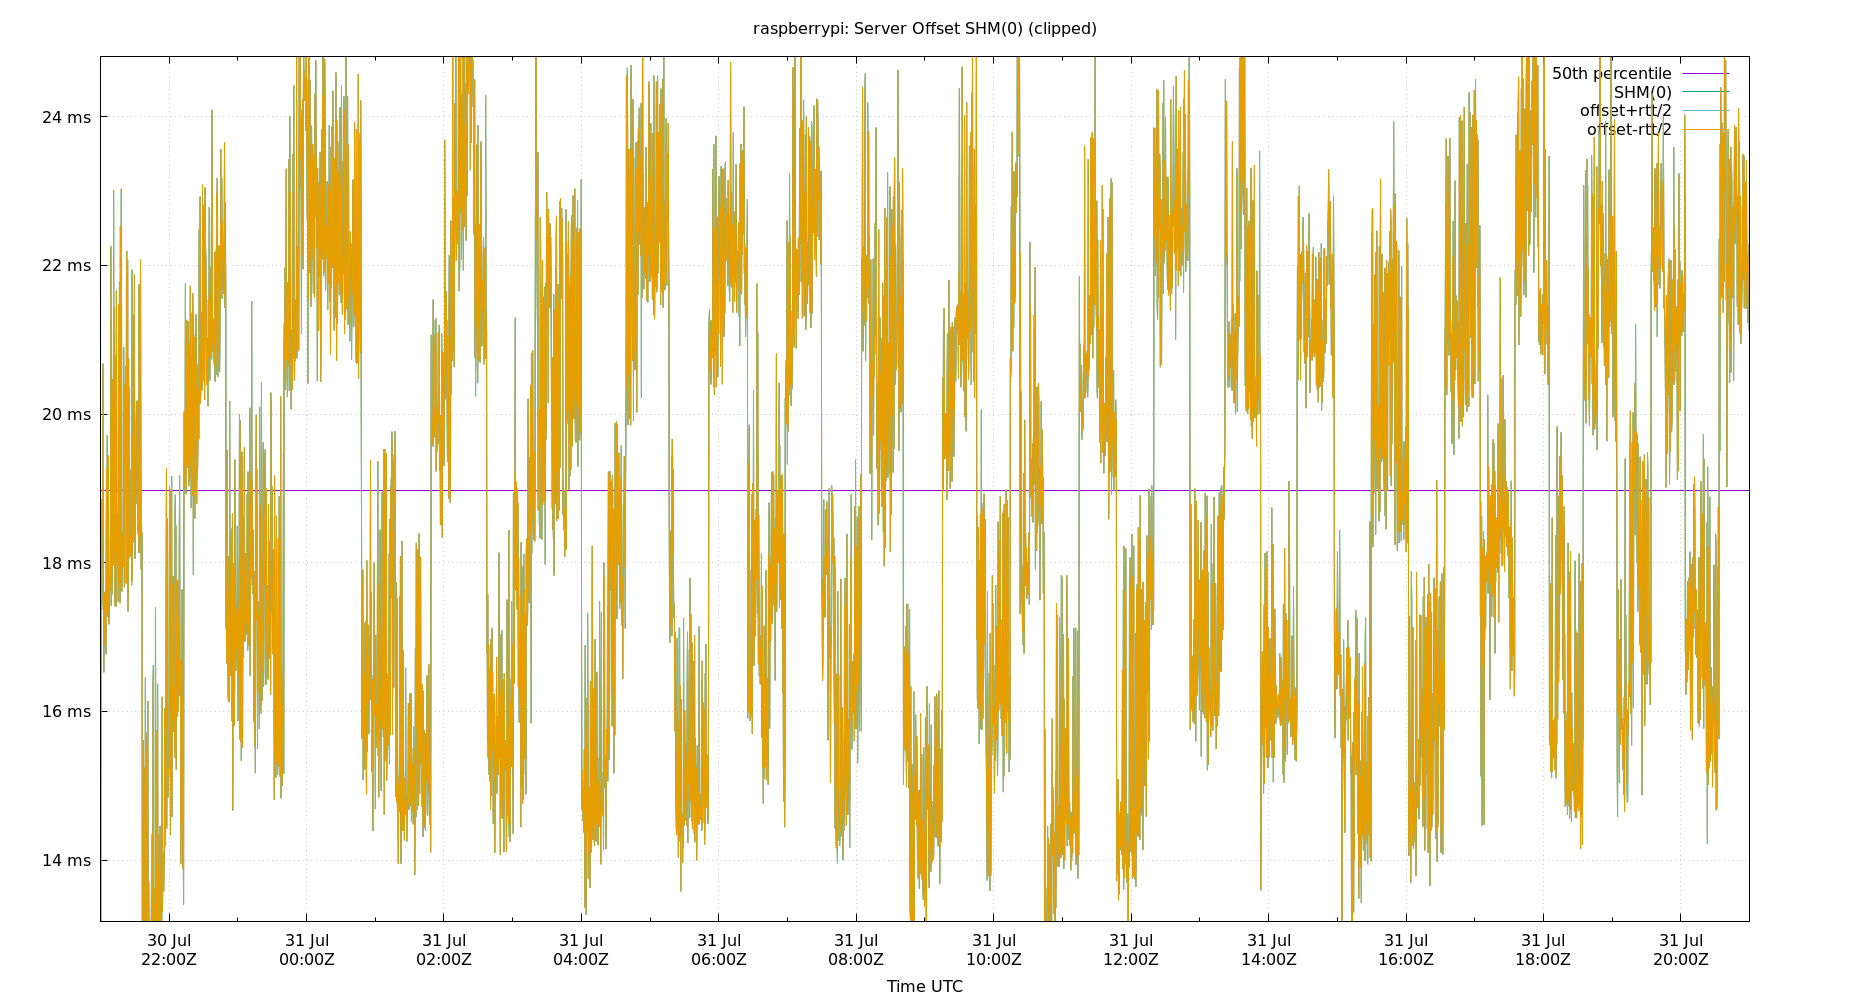 raspberrypi: Server Offset SHM(0) (clipped)
50th percentile
SHM(0)
offset+rtt/2
offset-rtt/2
24 ms
22 ms
20 ms
18 ms
16 ms
14 ms
30 Jul 31 Jul 31 Jul 31 Jul 31 Jul 31 Jul 31 Jul 31 Jul 31 Jul 31 Jul 31 Jul 31 Jul
22:00Z 00:00Z 02:00Z 04:00Z 06:00Z 08:00Z 10:00Z 12:00Z 14:00Z 16:00Z 18:00Z 20:00Z
Time UTC